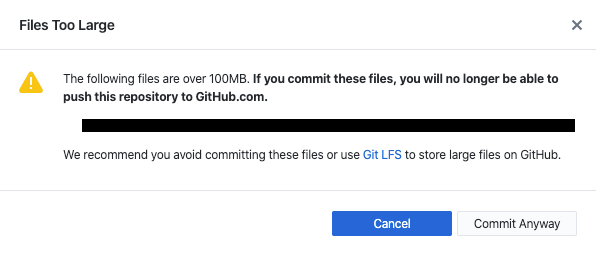 Files Too Large
The following files are over 100MB. If you commit these files, you will no longer be able to
push this repository to GitHub.com.
We recommend you avoid committing these files or use Git LFS to store large files on GitHub.
Cancel
Commit Anyway